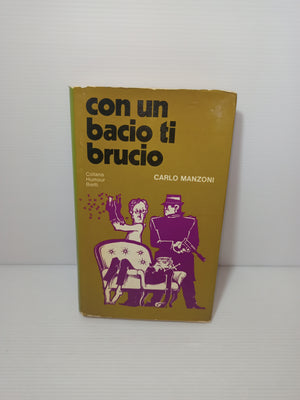 con un
bacio ti
brucio
Collana
Humour
Bietti
CARLO MANZONI